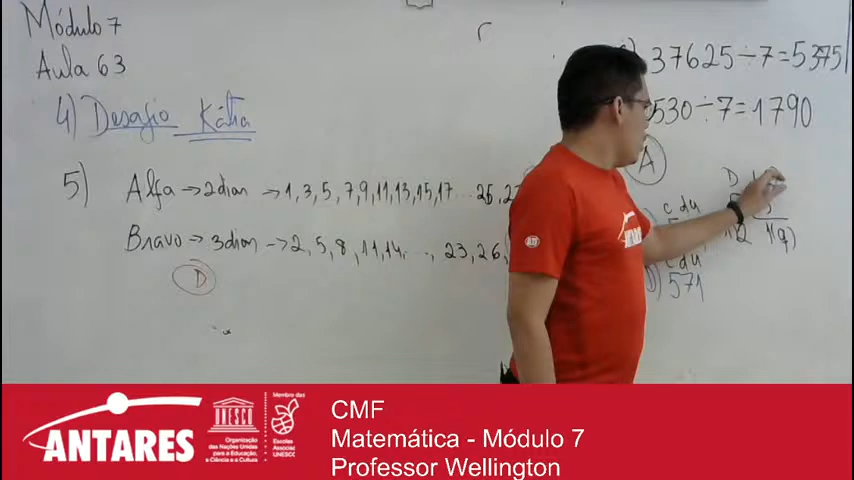 Módulo 7
Aula 63
4) Desafio Kátia
5) Alfa → 2 dias → 1, 3, 5, 7, 9, 11, 13, 15, 17 ... 25, 27
Bravo → 3 dias → 2, 5, 8, 11, 14, ..., 23, 26,
D
37625 ÷ 7 = 5375
530 ÷ 7 = 1790
A
D
c d u
1(q)
c d u
571
ANTARES
UNESCO
Organização
das Nações Unidas
para a Educação,
a Ciência e a Cultura
Membro das
Escolas
Associadas
UNESCO
CMF
Matemática - Módulo 7
Professor Wellington